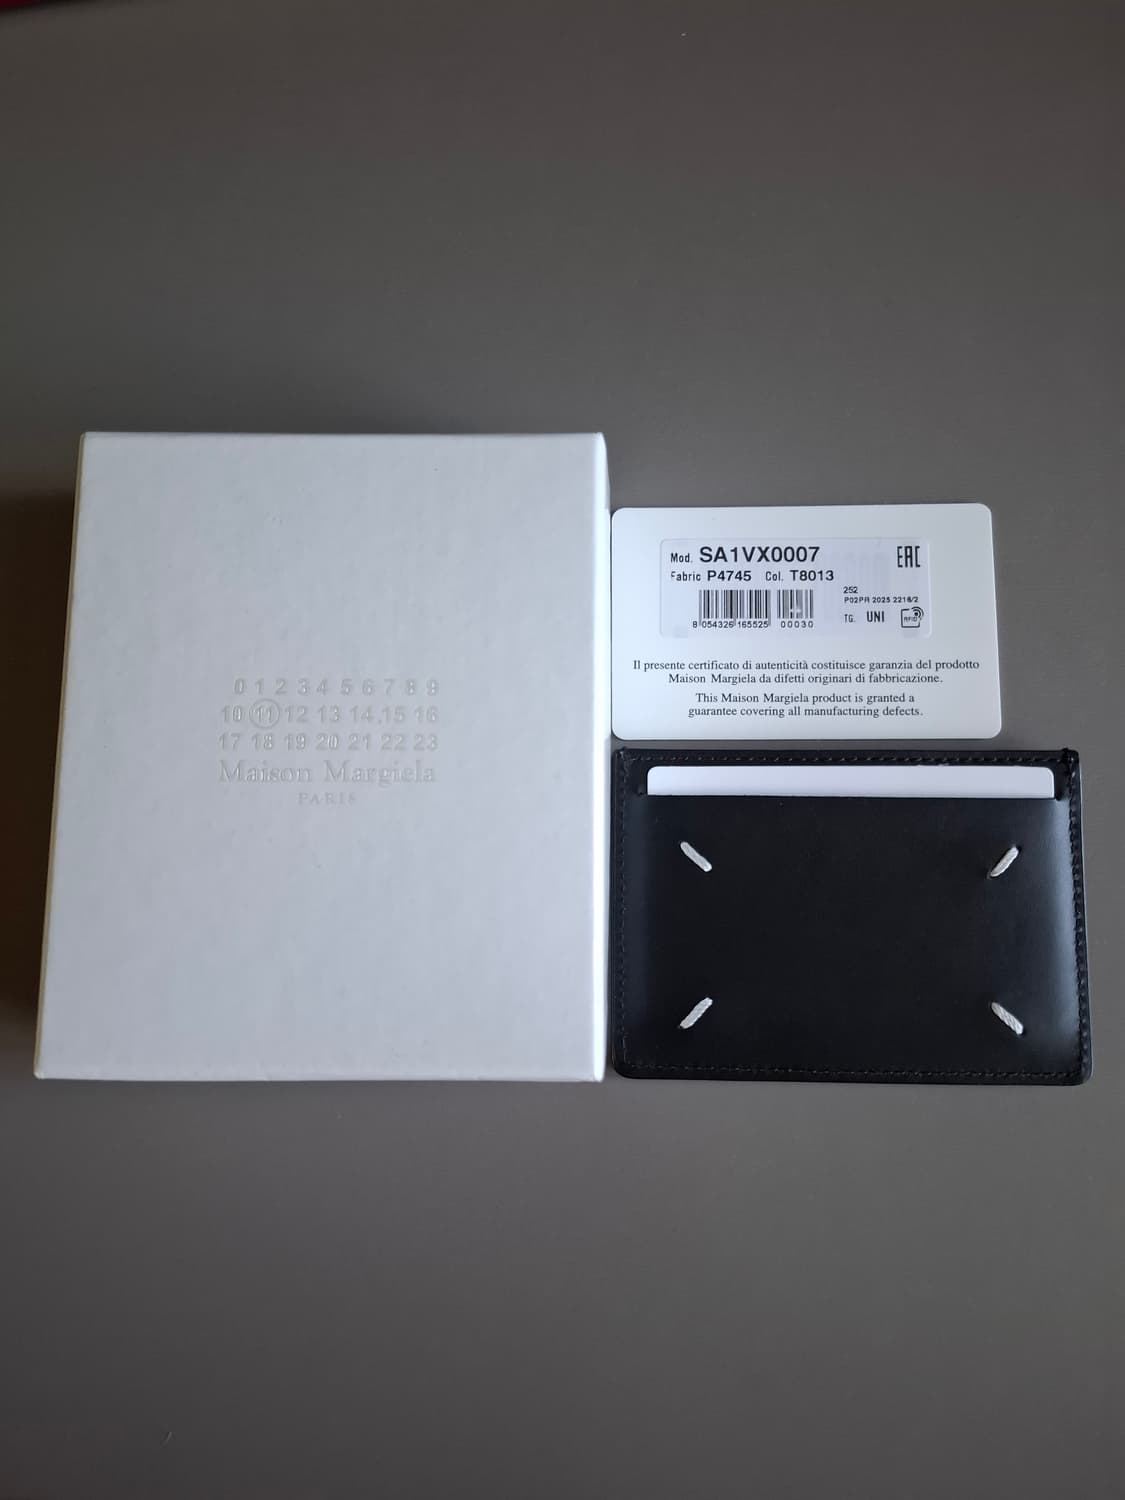 0 1 2 3 4 5 6 7 8 9
10 11 12 13 14 15 16
17 18 19 20 21 22 23
Maison Margiela
PARIS
Mod. SA1VX0007 EAC
Fabric P4745 Col. T8013
252
P02PR 2025 2216/2
8 054326 165525 00030
TG. UNI RFID
Il presente certificato di autenticità costituisce garanzia del prodotto
Maison Margiela da difetti originari di fabbricazione.
This Maison Margiela product is granted a
guarantee covering all manufacturing defects.